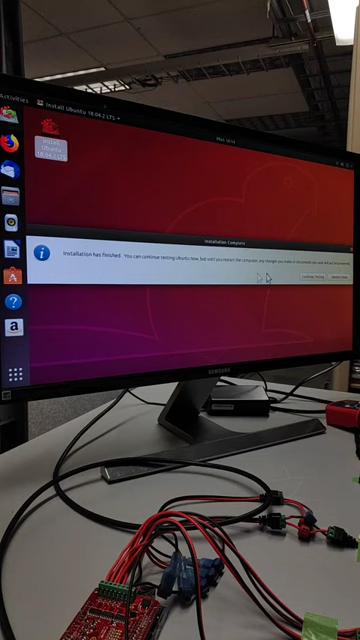 Activities
Install Ubuntu 18.04.2 LTS
Install
Ubuntu
18.04.2 LTS
Installation Complete
Installation has finished. You can continue testing Ubuntu now, but until you restart the computer, any changes you make or documents you save will not be preserved.
Continue Testing
Restart Now
SAMSUNG